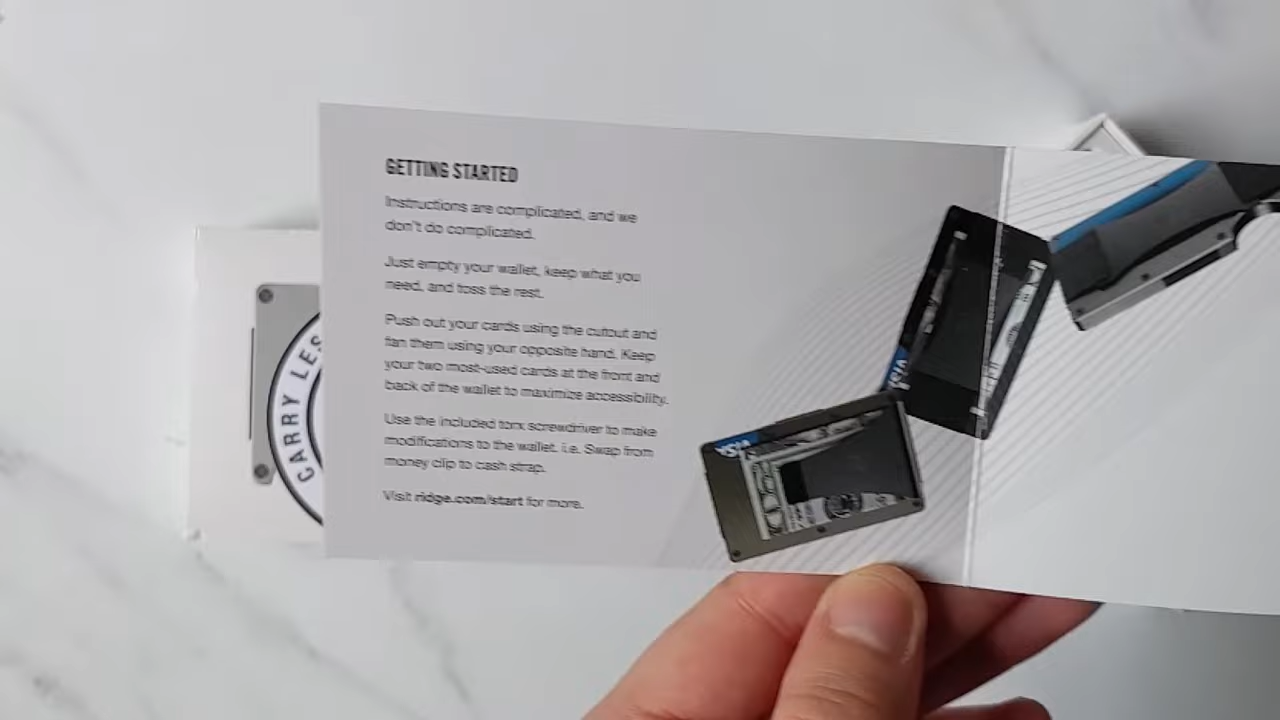 GETTING STARTED
Instructions are complicated, and we
don't do complicated.
Just empty your wallet, keep what you
need, and toss the rest.
Push out your cards using the cutout and
fan them using your opposite hand. Keep
your two most-used cards at the front and
back of the wallet to maximize accessibility.
Use the included torx screwdriver to make
modifications to the wallet. i.e. Swap from
money clip to cash strap.
Visit ridge.com/start for more.
CARRY LES
VISA
VISA
100